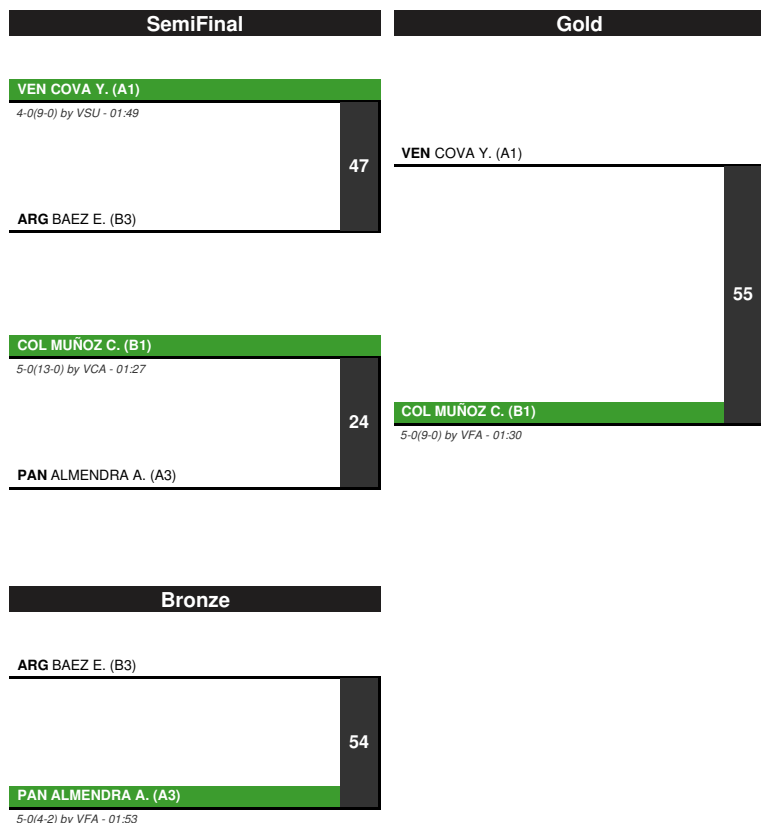 SemiFinal
Gold
VEN COVA Y. (A1)
4-0(9-0) by VSU - 01:49
47
ARG BAEZ E. (B3)
VEN COVA Y. (A1)
55
COL MUÑOZ C. (B1)
5-0(13-0) by VCA - 01:27
24
PAN ALMENDRA A. (A3)
COL MUÑOZ C. (B1)
5-0(9-0) by VFA - 01:30
Bronze
ARG BAEZ E. (B3)
54
PAN ALMENDRA A. (A3)
5-0(4-2) by VFA - 01:53